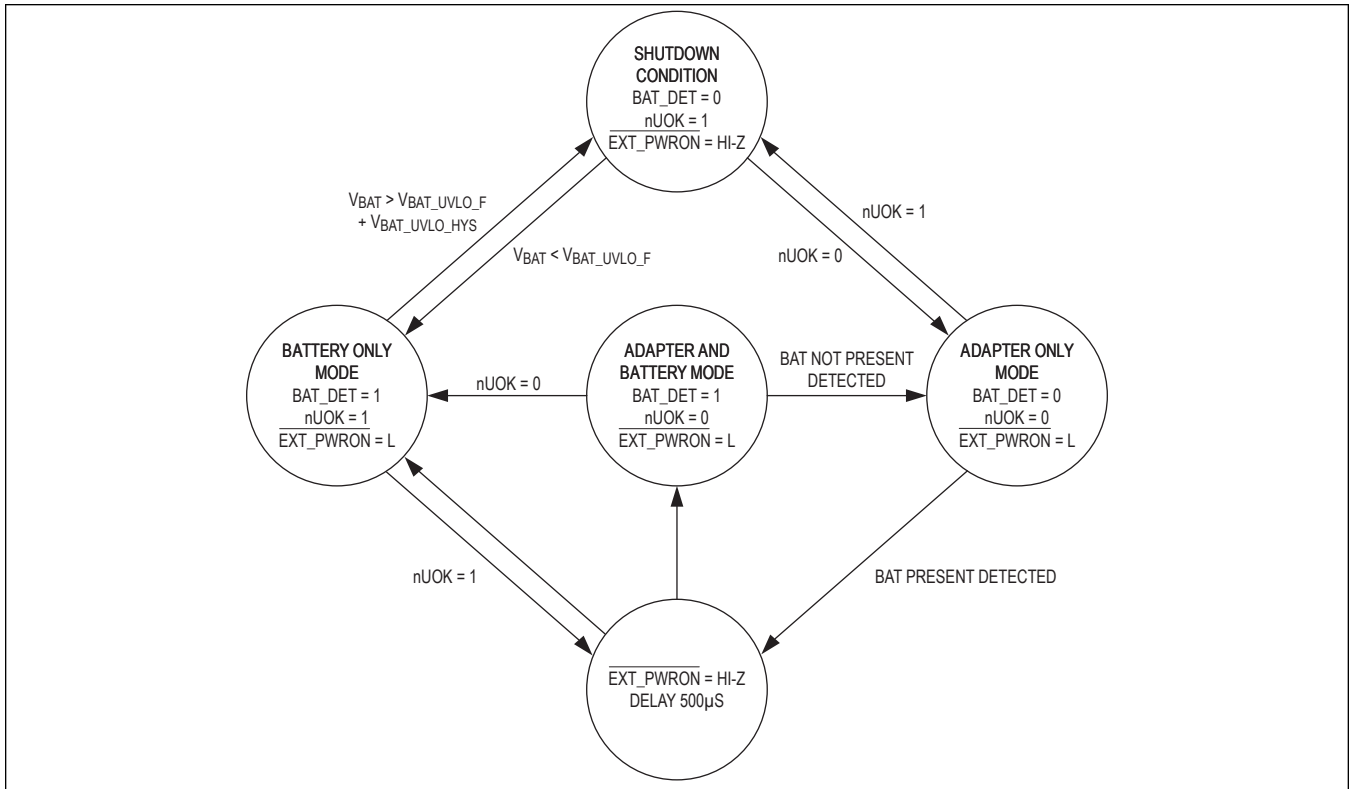 SHUTDOWN
CONDITION
BAT_DET = 0
nUOK = 1
EXT_PWRON = HI-Z
VBAT > VBAT_UVLO_F
+ VBAT_UVLO_HYS
VBAT < VBAT_UVLO_F
nUOK = 1
nUOK = 0
BATTERY ONLY
MODE
BAT_DET = 1
nUOK = 1
EXT_PWRON = L
nUOK = 0
ADAPTER AND
BATTERY MODE
BAT_DET = 1
nUOK = 0
EXT_PWRON = L
BAT NOT PRESENT
DETECTED
ADAPTER ONLY
MODE
BAT_DET = 0
nUOK = 0
EXT_PWRON = L
nUOK = 1
BAT PRESENT DETECTED
EXT_PWRON = HI-Z
DELAY 500µS